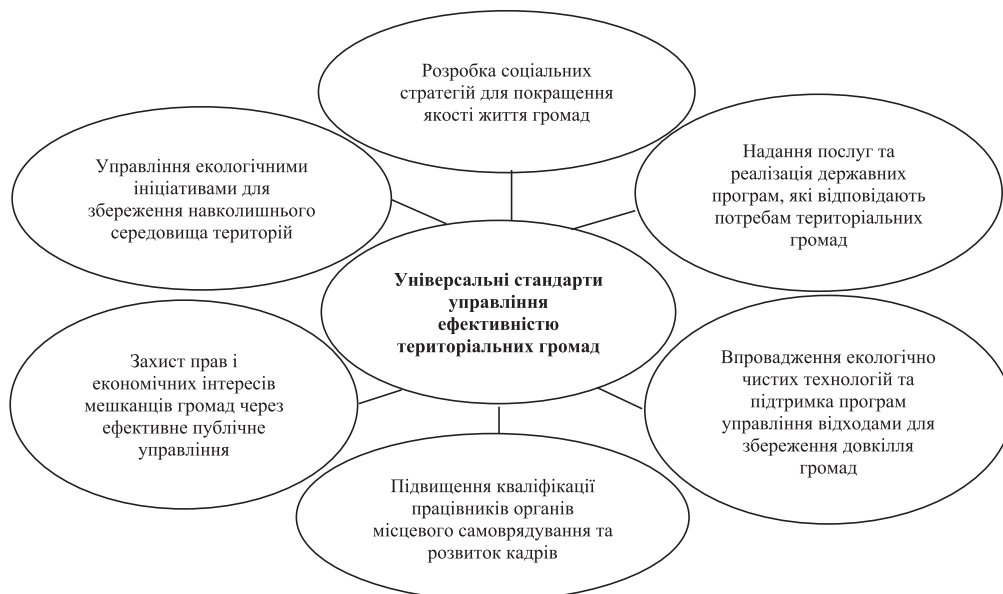 Розробка соціальних
стратегій для покращення
якості життя громад
Управління екологічними
ініціативами для
збереження навколишнього
середовища територій
Надання послуг та
реалізація державних
програм, які відповідають
потребам територіальних
громад
Універсальні стандарти
управління
ефективністю
територіальних громад
Захист прав і
економічних інтересів
мешканців громад через
ефективне публічне
управління
Впровадження екологічно
чистих технологій та
підтримка програм
управління відходами для
збереження довкілля
громад
Підвищення кваліфікації
працівників органів
місцевого самоврядування та
розвиток кадрів